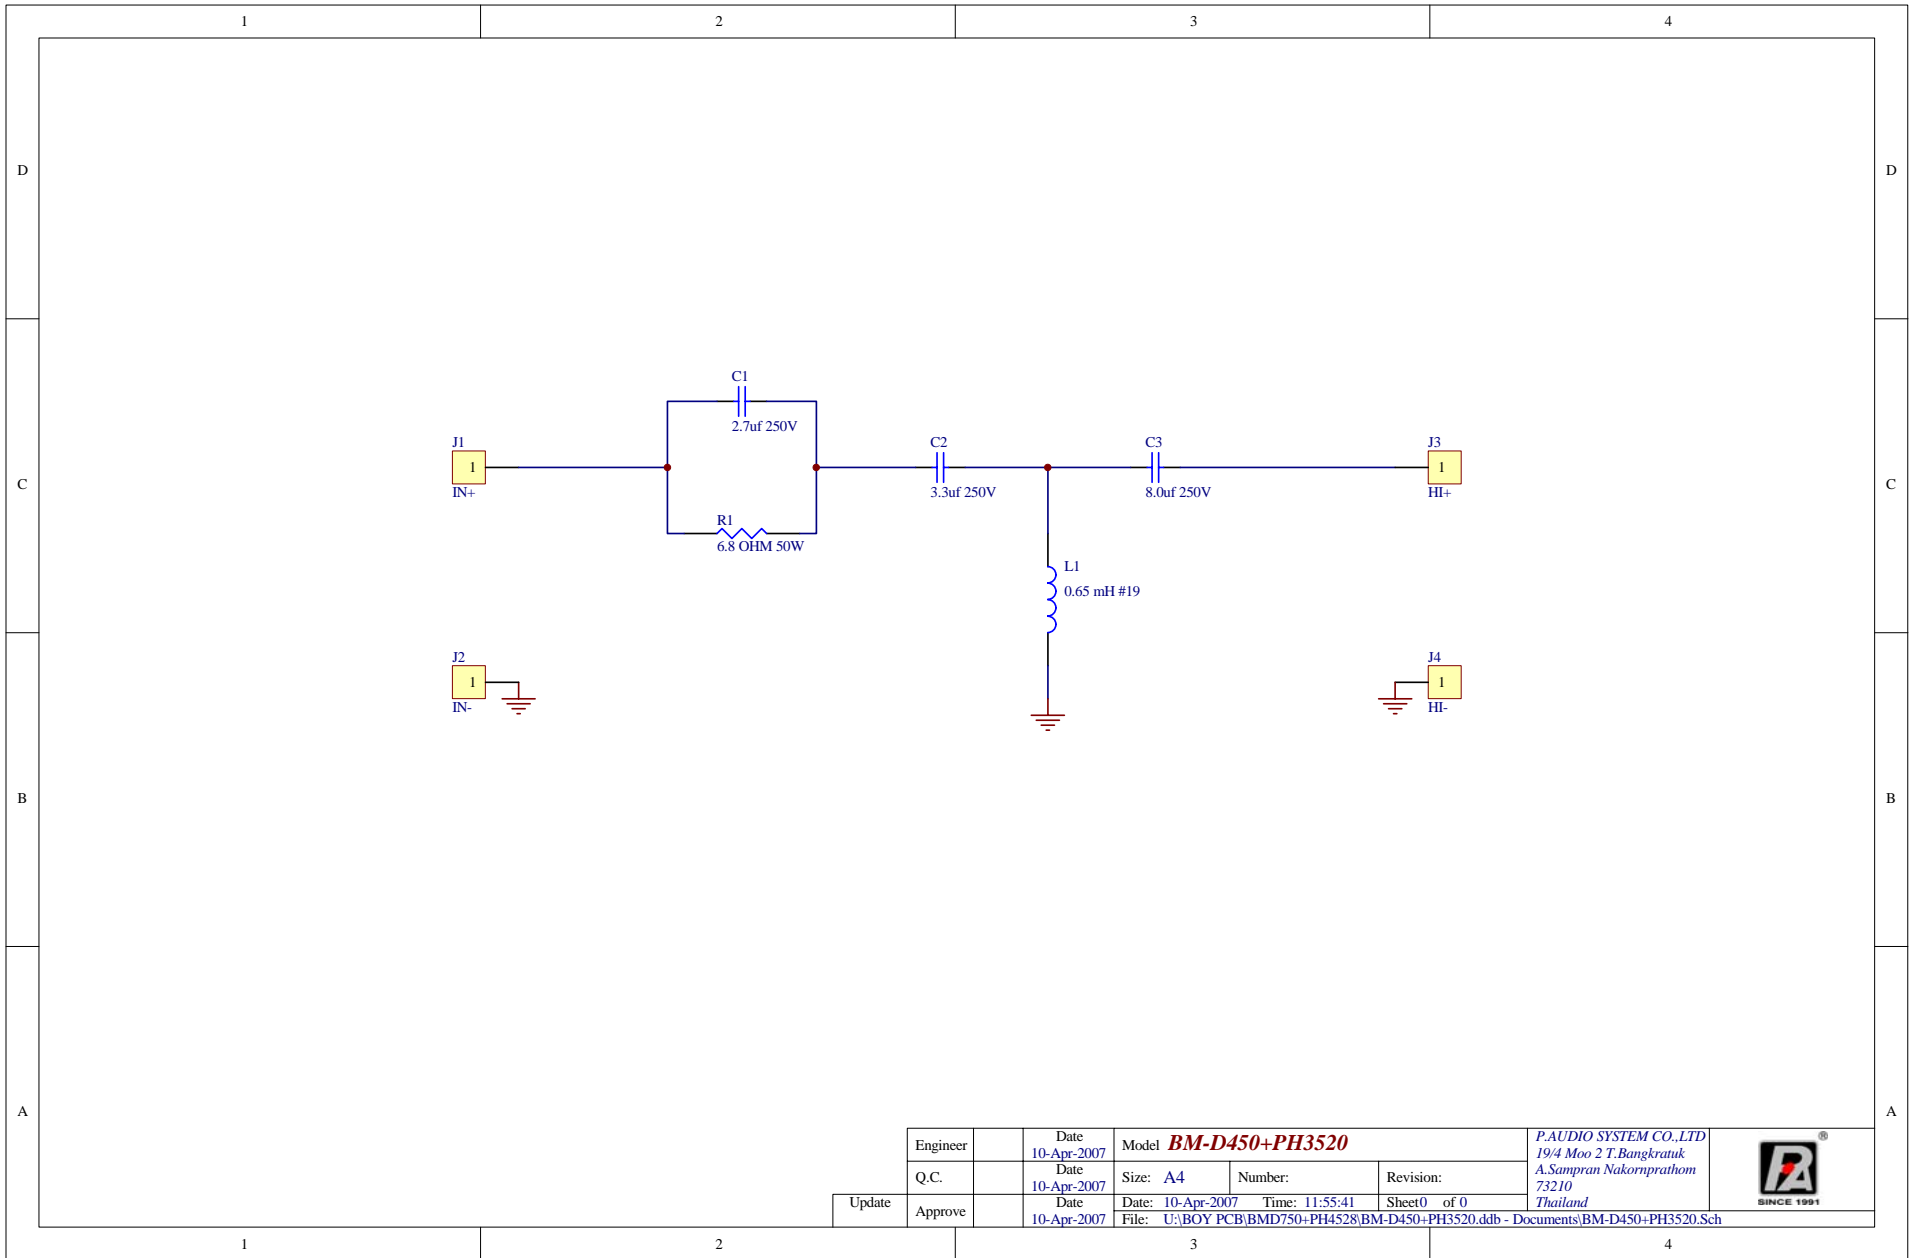 1 2 3 4
D D
C1
2.7uf 250V
J1
1
IN+
C2
3.3uf 250V
C3
8.0uf 250V
J3
1
HI+
C C
R1
6.8 OHM 50W
L1
0.65 mH #19
J2
1
IN-
J4
1
HI-
B B
A A
Engineer
Date
10-Apr-2007
Model BM-D450+PH3520
Q.C.
Date
10-Apr-2007
Size: A4 Number: Revision:
Update
Approve
Date
10-Apr-2007
Date: 10-Apr-2007 Time: 11:55:41 Sheet0 of 0
File: U:\BOY PCB\BMD750+PH4528\BM-D450+PH3520.ddb - Documents\BM-D450+PH3520.Sch
P.AUDIO SYSTEM CO.,LTD
19/4 Moo 2 T.Bangkratuk
A.Sampran Nakornprathom
73210
Thailand
PA ®
SINCE 1991
1 2 3 4